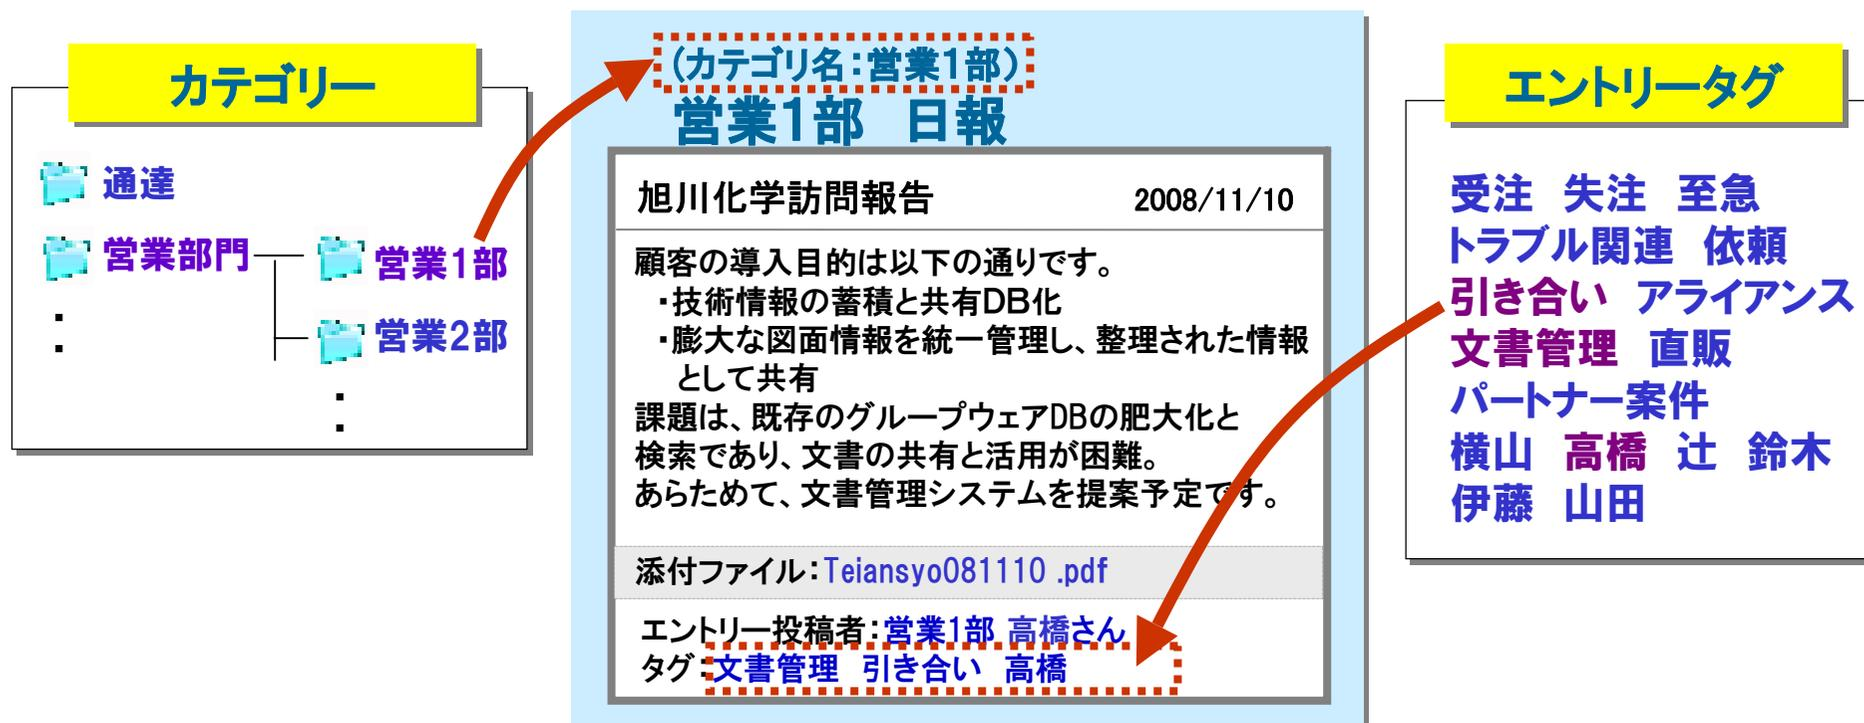 カテゴリー
通達
営業部門
営業1部
営業2部
:
:
(カテゴリ名:営業1部)
営業1部 日報
旭川化学訪問報告 2008/11/10
顧客の導入目的は以下の通りです。
・技術情報の蓄積と共有DB化
・膨大な図面情報を統一管理し、整理された情報
として共有
課題は、既存のグループウェアDBの肥大化と
検索であり、文書の共有と活用が困難。
あらためて、文書管理システムを提案予定です。
添付ファイル:Teiansyo081110 .pdf
エントリー投稿者:営業1部 高橋さん
タグ:文書管理 引き合い 高橋
エントリータグ
受注 失注 至急
トラブル関連 依頼
引き合い アライアンス
文書管理 直販
パートナー案件
横山 高橋 辻 鈴木
伊藤 山田